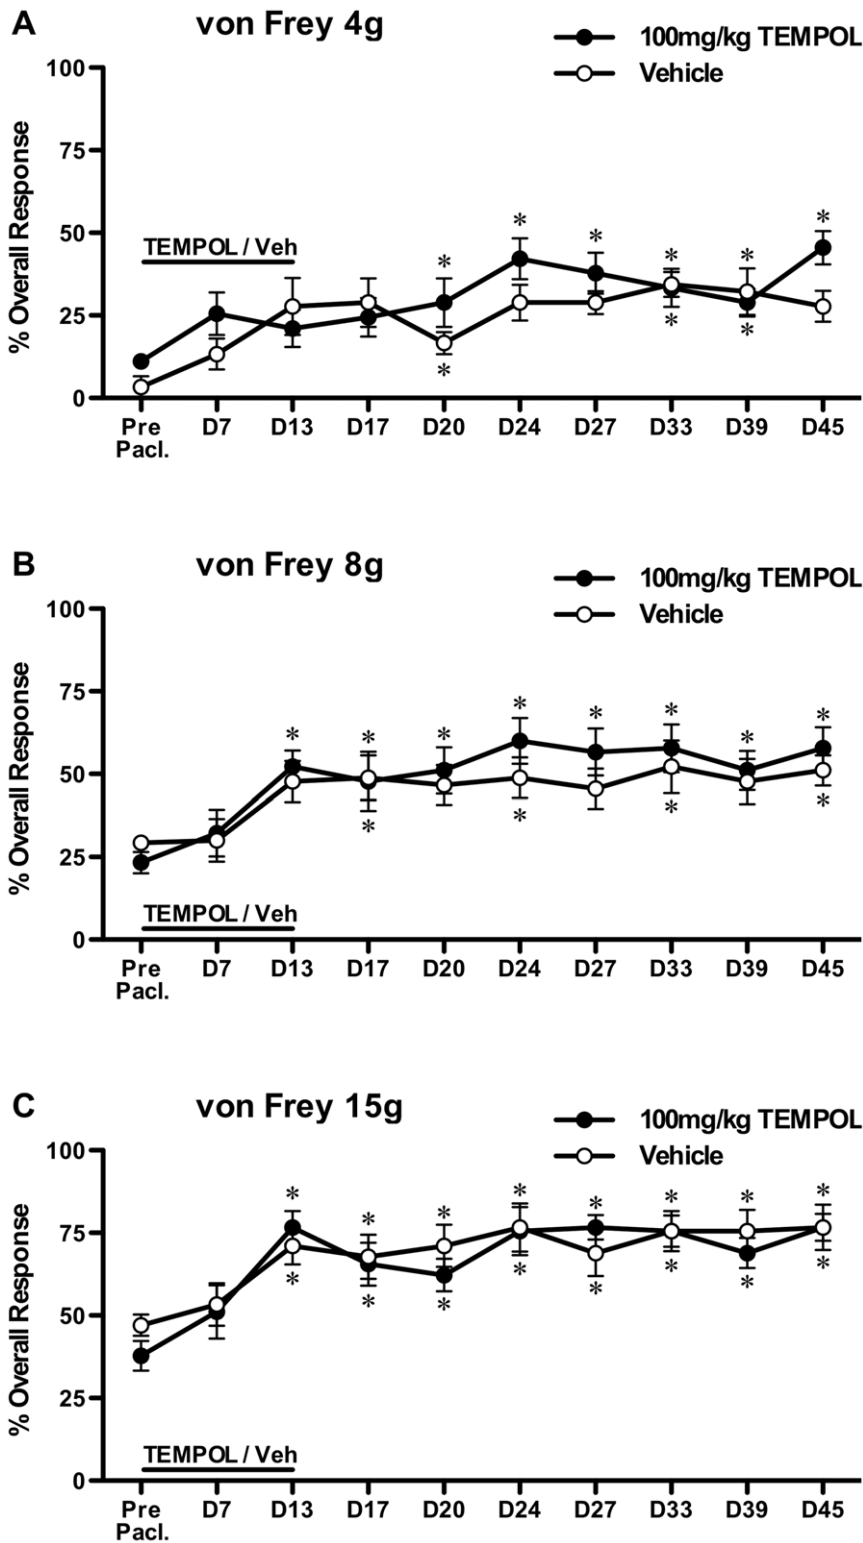 A
von Frey 4g
100mg/kg TEMPOL
Vehicle
% Overall Response
100
75
50
25
0
TEMPOL / Veh
* * * * * *
* * *
Pre Pacl. D7 D13 D17 D20 D24 D27 D33 D39 D45
B
von Frey 8g
100mg/kg TEMPOL
Vehicle
% Overall Response
100
75
50
25
0
* * * * * * * *
* * * *
TEMPOL / Veh
Pre Pacl. D7 D13 D17 D20 D24 D27 D33 D39 D45
C
von Frey 15g
100mg/kg TEMPOL
Vehicle
% Overall Response
100
75
50
25
0
* * * * * * * *
* * * * * * * *
TEMPOL / Veh
Pre Pacl. D7 D13 D17 D20 D24 D27 D33 D39 D45